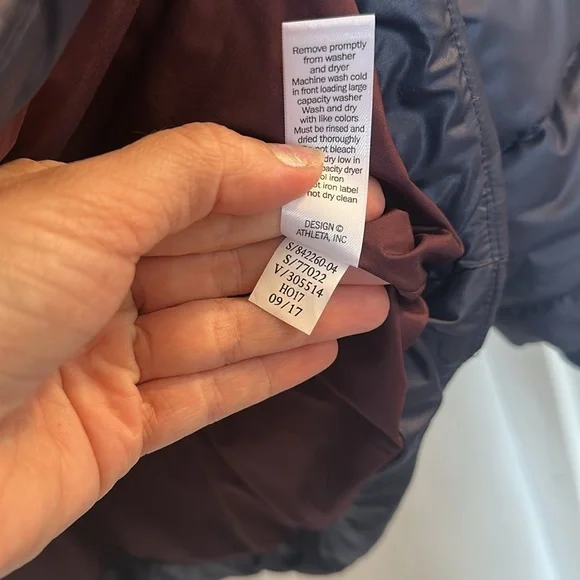 Remove promptly
from washer
and dryer
Machine wash cold
in front loading large
capacity washer
Wash and dry
with like colors
Must be rinsed and
dried thoroughly
not bleach
dry low in
dryer
iron
iron label
not dry clean
DESIGN ©
ATHLETA, INC
S/842260-04
S/77022
V/305514
HO17
09/17